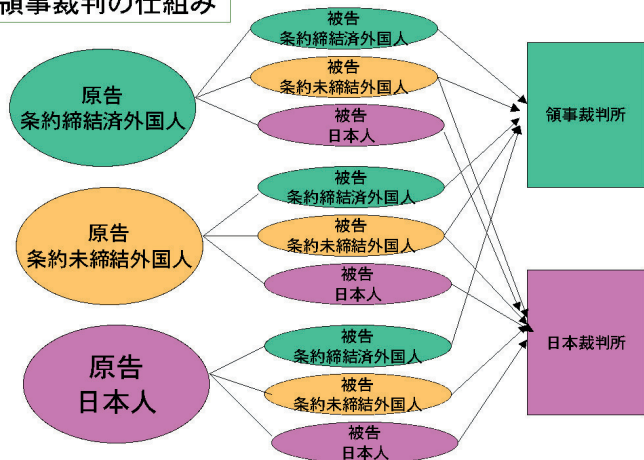 領事裁判の仕組み
原告
条約締結済外国人
被告
条約締結済外国人
被告
条約未締結外国人
被告
日本人
原告
条約未締結外国人
被告
条約締結済外国人
被告
条約未締結外国人
被告
日本人
原告
日本人
被告
条約締結済外国人
被告
条約未締結外国人
被告
日本人
領事裁判所
日本裁判所